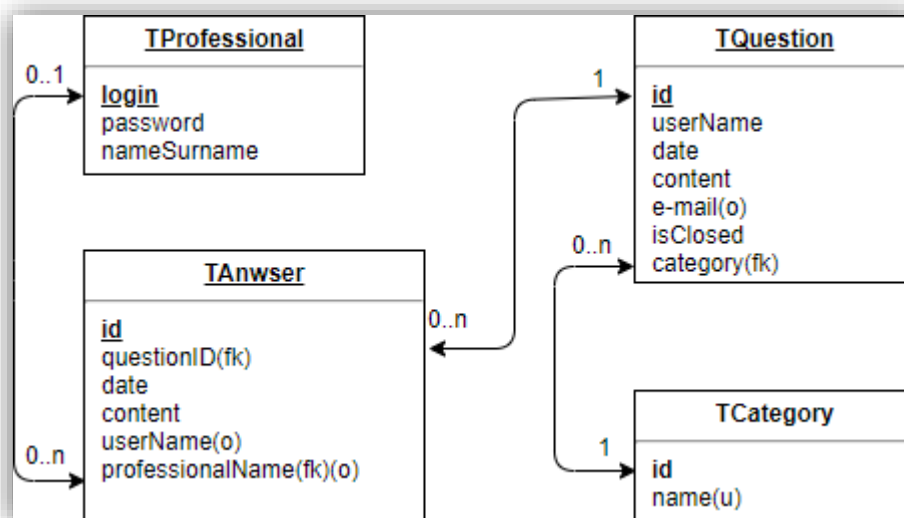 TProfessional
0..1
login
password
nameSurname
TQuestion
1
id
userName
date
content
e-mail(o)
isClosed
category(fk)
0..n
TAnwser
0..n
id
questionID(fk)
date
content
userName(o)
professionalName(fk)(o)
0..n
TCategory
1
id
name(u)